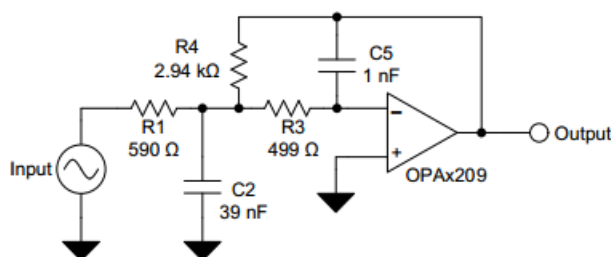 R4
2.94 kΩ
C5
1 nF
R1
590 Ω
R3
499 Ω
−
+
OPAx209
Output
Input
C2
39 nF